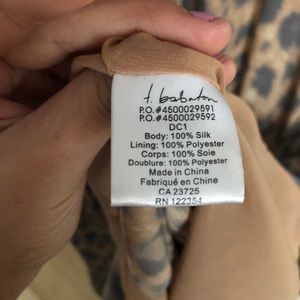 t. babaton
P.O.#4500029591
P.O.#4500029592
DC1
Body: 100% Silk
Lining: 100% Polyester
Corps: 100% Soie
Doublure: 100% Polyester
Made in China
Fabriqué en Chine
CA 23725
RN 122354